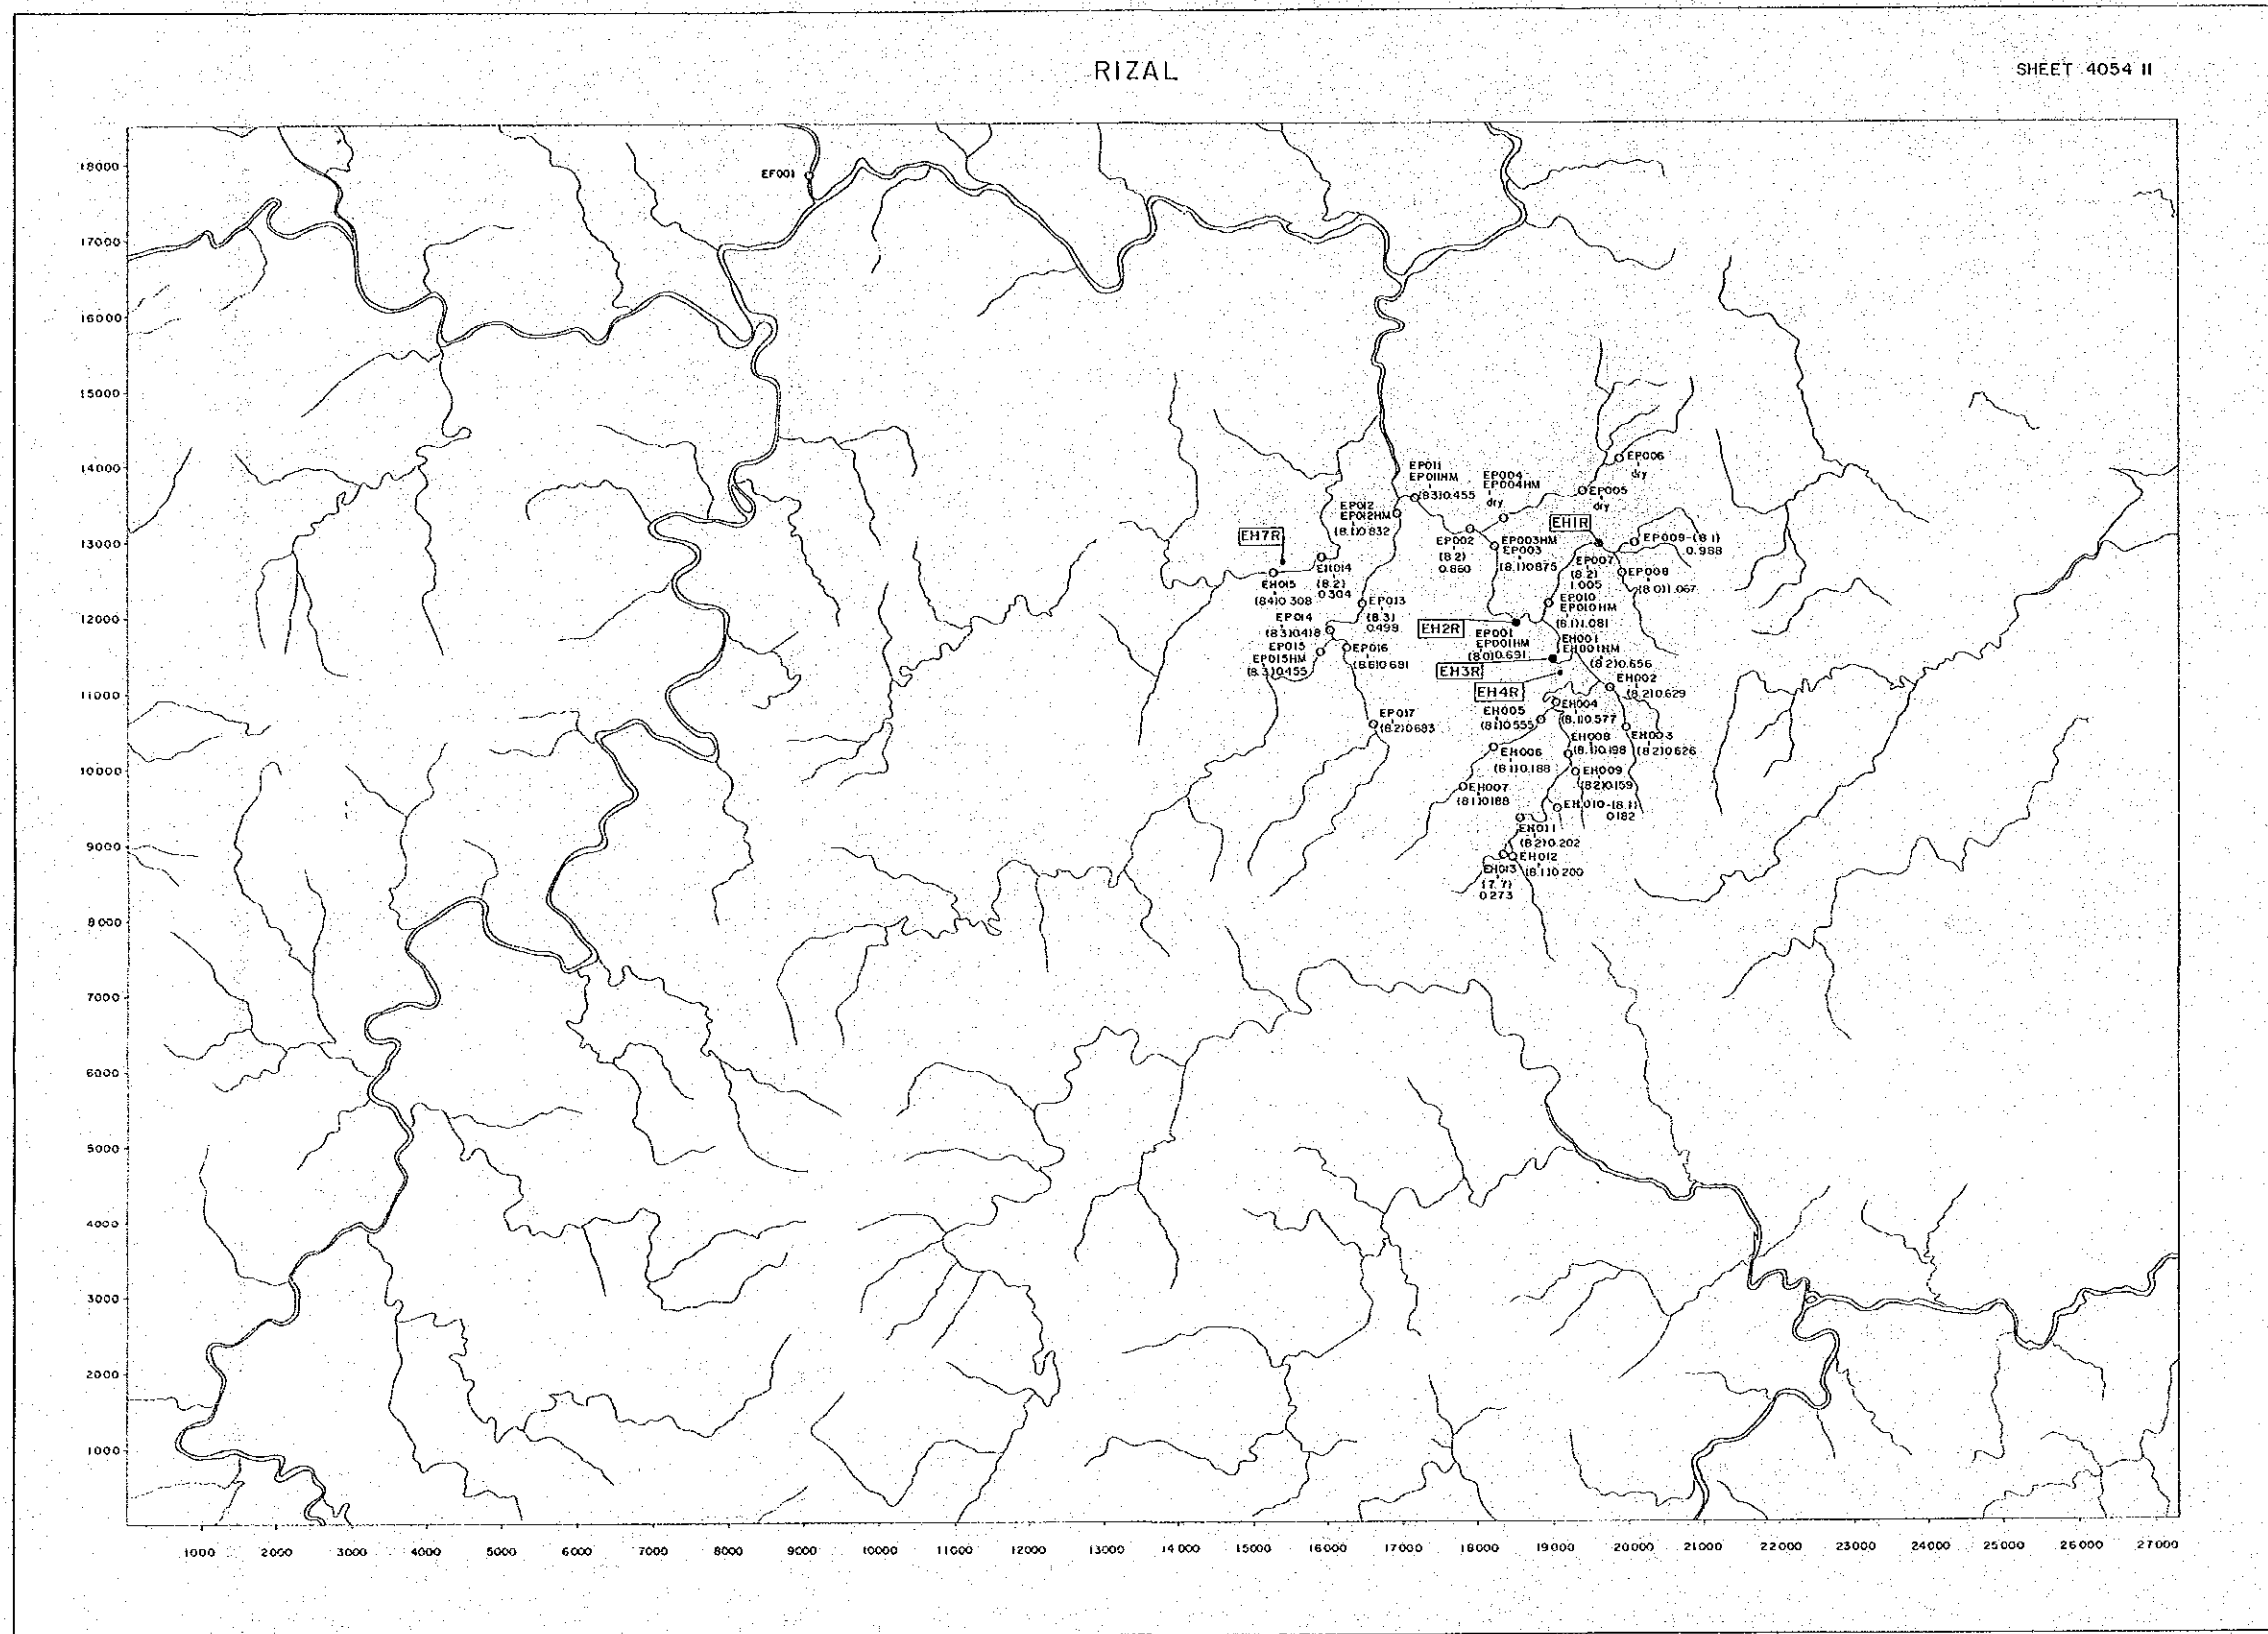 RIZAL
SHEET 4054 II
18000
17000
16000
15000
14000
13000
12000
11000
10000
9000
8000
7000
6000
5000
4000
3000
2000
1000
EF001
EP011
EP011HM
(8.3)0.455
EP004
EP004HM
dry
EP006
dry
EP005
dry
EP012
EP012HM
(8.1)0.832
EH7R
EH1R
EP002
(8.2)
0.860
EP003HM
EP003
(8.1)0.875
EP009-(8.1)
0.988
EP007
(8.2)
1.005
EP008
(8.0)1.067
EH014
(8.2)
0.304
EH015
(8.4)0.308
EP013
(8.3)
0.499
EP010
EP010HM
(8.1)1.081
EP014
(8.3)0.418
EH2R
EP001
EP001HM
(8.0)0.691
EH001
EH001HM
(8.2)0.656
EP015
EP015HM
(8.3)0.455
EP016
(8.6)0.681
EH3R
EH4R
EH002
(8.2)0.629
EP017
(8.2)0.683
EH005
(8.1)0.555
EH004
(8.1)0.577
EH003
(8.2)0.626
EH008
(8.1)0.198
EH006
(8.1)0.188
EH009
(8.2)0.159
EH007
(8.1)0.188
EH010-(8.1)
0.182
EH011
(8.2)0.202
EH012
(8.1)0.200
EH013
(7.7)
0.273
1000 2000 3000 4000 5000 6000 7000 8000 9000 10000 11000 12000 13000 14000 15000 16000 17000 18000 19000 20000 21000 22000 23000 24000 25000 26000 27000